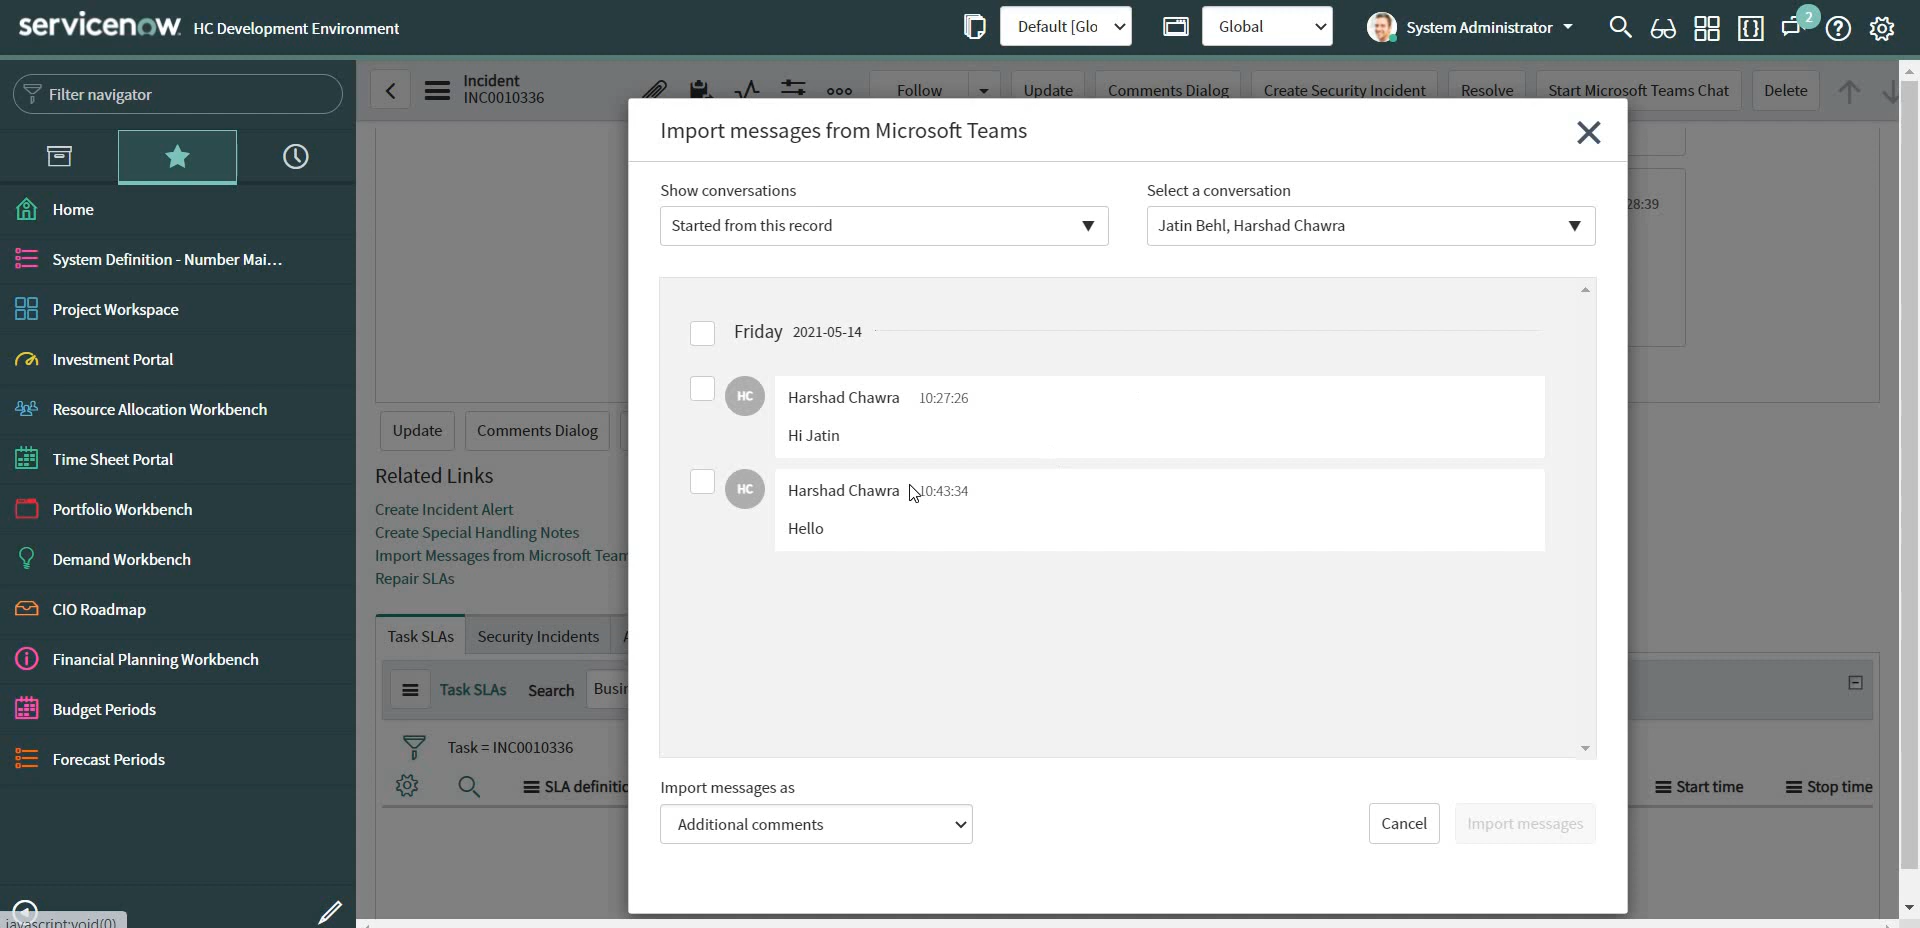 servicenow. HC Development Environment
Default [Glo
Global
System Administrator
2
Filter navigator
Home
System Definition - Number Mai...
Project Workspace
Investment Portal
Resource Allocation Workbench
Time Sheet Portal
Portfolio Workbench
Demand Workbench
CIO Roadmap
Financial Planning Workbench
Budget Periods
Forecast Periods
javascript:void(0)
Incident
INC0010336
Follow
Update
Comments Dialog
Create Security Incident
Resolve
Start Microsoft Teams Chat
Delete
28:39
Import messages from Microsoft Teams
Show conversations
Started from this record
Select a conversation
Jatin Behl, Harshad Chawra
Friday 2021-05-14
HC
Harshad Chawra 10:27:26
Hi Jatin
HC
Harshad Chawra 10:43:34
Hello
Import messages as
Additional comments
Cancel
Import messages
Update
Comments Dialog
Related Links
Create Incident Alert
Create Special Handling Notes
Import Messages from Microsoft Team
Repair SLAs
Task SLAs
Security Incidents
Task SLAs Search Busin
Task = INC0010336
SLA definitio
Start time
Stop time